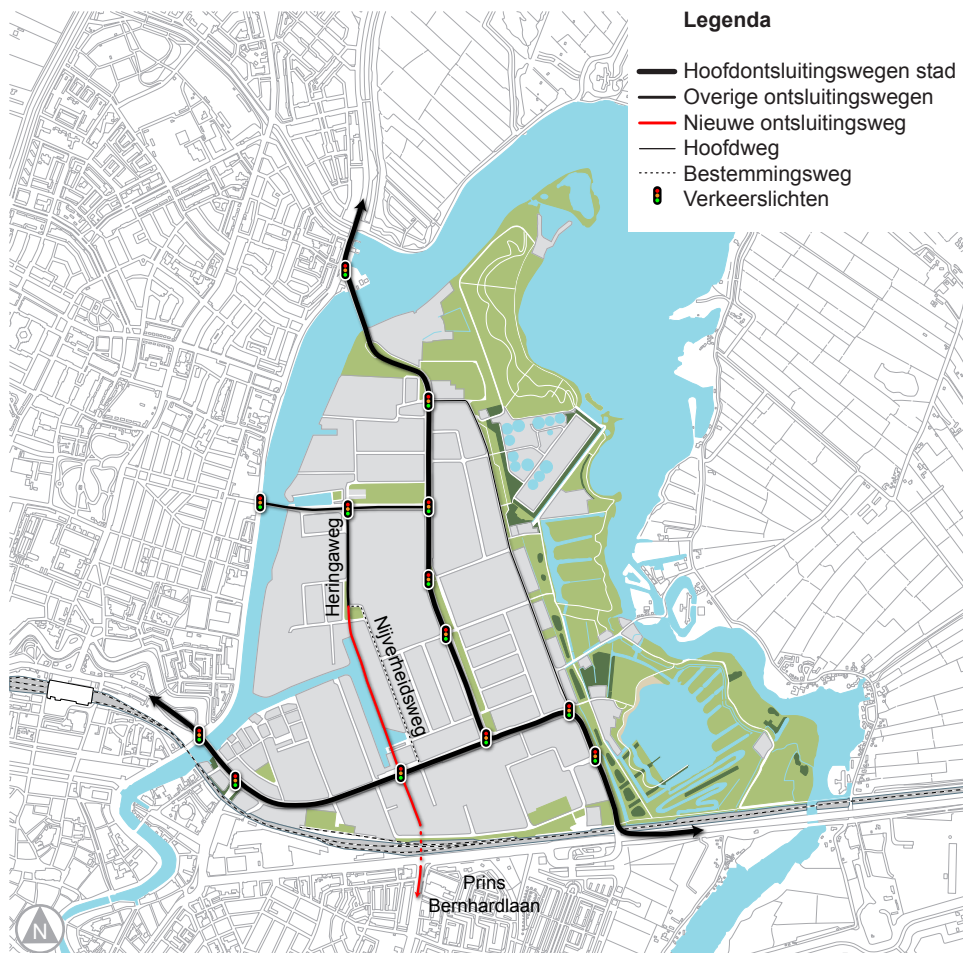 Legenda
Hoofdontsluitingswegen stad
Overige ontsluitingswegen
Nieuwe ontsluitingsweg
Hoofdweg
Bestemmingsweg
Verkeerslichten
Heringaweg
Nijverheidsweg
Prins
Bernhardlaan
N